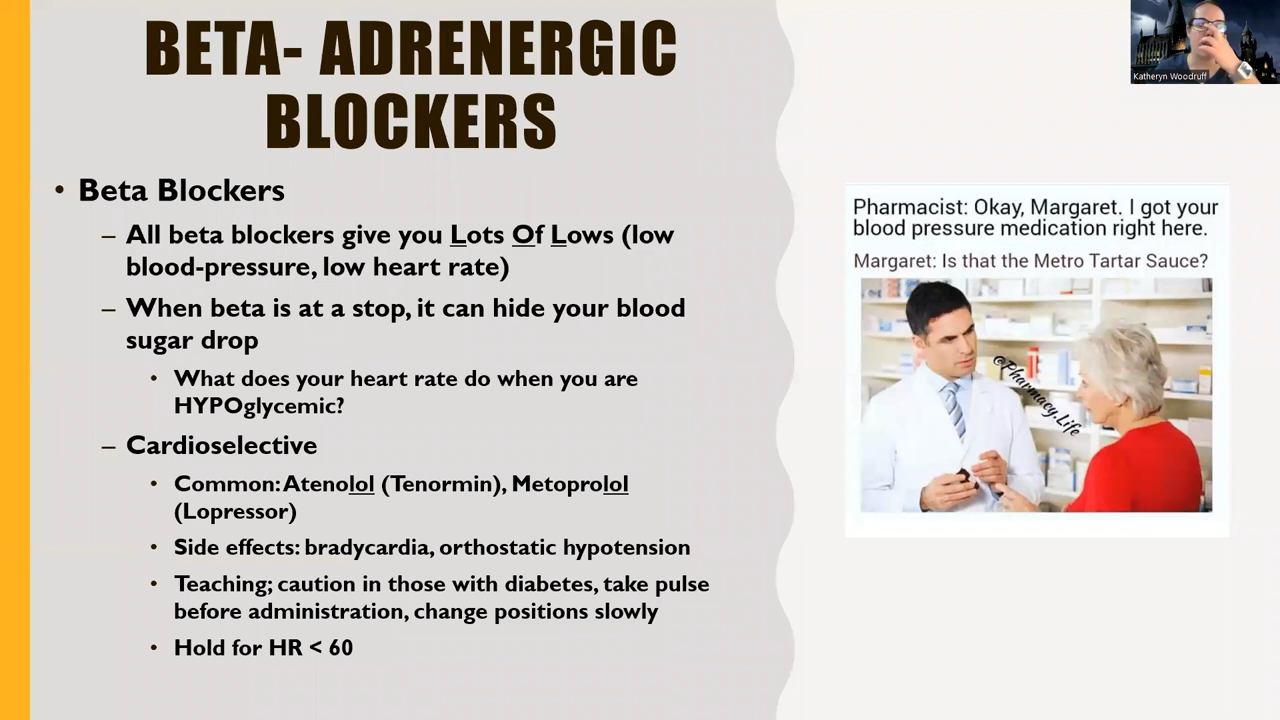 BETA- ADRENERGIC
BLOCKERS
• Beta Blockers
– All beta blockers give you Lots Of Lows (low
blood-pressure, low heart rate)
– When beta is at a stop, it can hide your blood
sugar drop
• What does your heart rate do when you are
HYPOglycemic?
– Cardioselective
• Common: Atenolol (Tenormin), Metoprolol
(Lopressor)
• Side effects: bradycardia, orthostatic hypotension
• Teaching; caution in those with diabetes, take pulse
before administration, change positions slowly
• Hold for HR < 60
Pharmacist: Okay, Margaret. I got your
blood pressure medication right here.
Margaret: Is that the Metro Tartar Sauce?
@Pharmacy.Life
Katheryn Woodruff